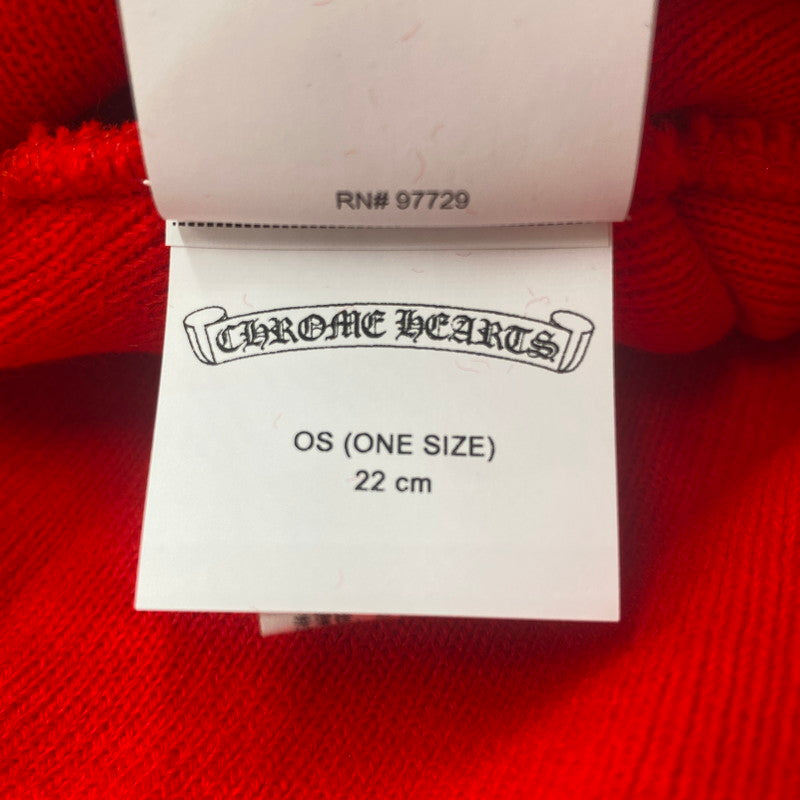 RN# 97729
CHROME HEARTS
OS (ONE SIZE)
22 cm